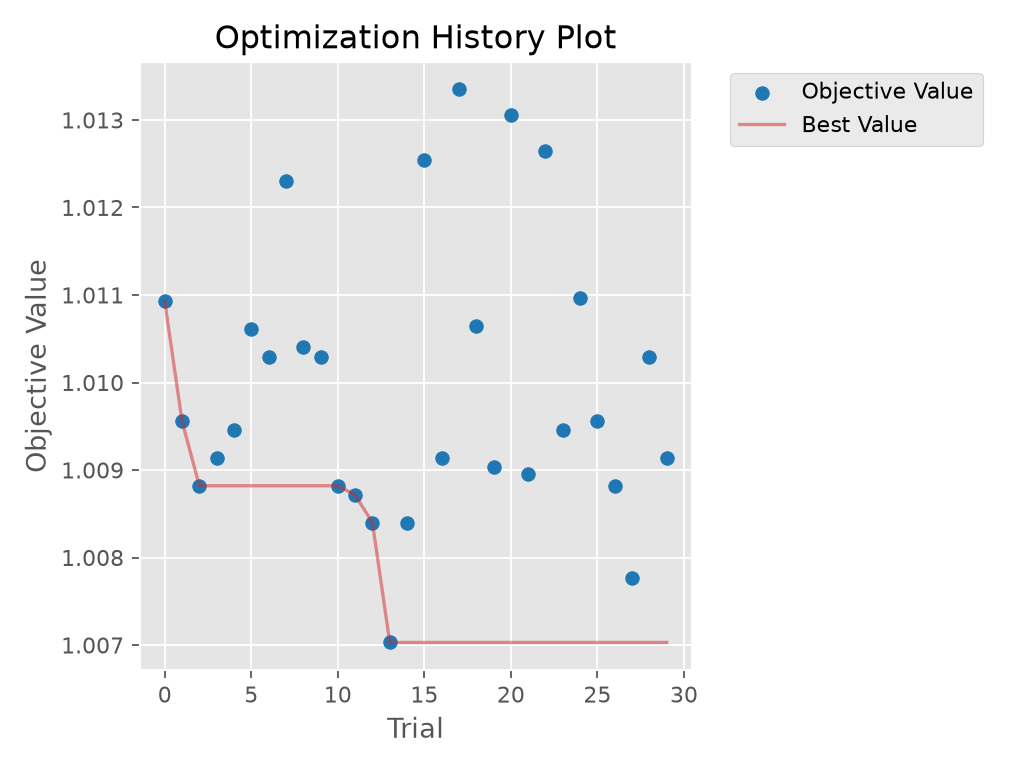 Optimization History Plot
Objective Value
Best Value
Objective Value
1.013
1.012
1.011
1.010
1.009
1.008
1.007
0 5 10 15 20 25 30
Trial